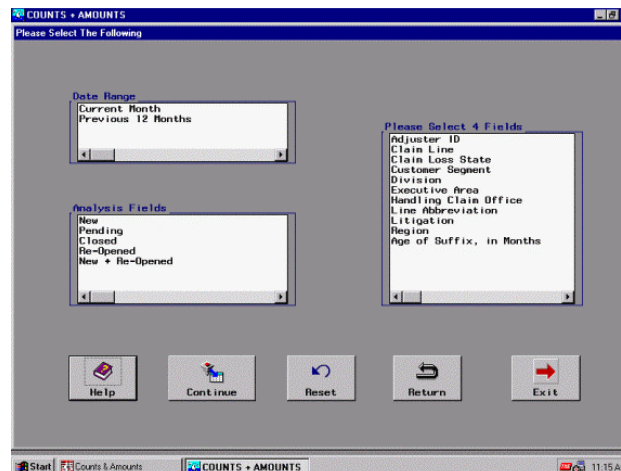 COUNTS + AMOUNTS
Please Select The Following
Date Range
Current Month
Previous 12 Months
Please Select 4 Fields
Adjuster ID
Claim Line
Claim Loss State
Customer Segment
Division
Executive Area
Handling Claim Office
Line Abbreviation
Litigation
Region
Age of Suffix, in Months
Analysis Fields
New
Pending
Closed
Re-Opened
New + Re-Opened
Help
Continue
Reset
Return
Exit
Start
Counts & Amounts
COUNTS + AMOUNTS
11:15 A